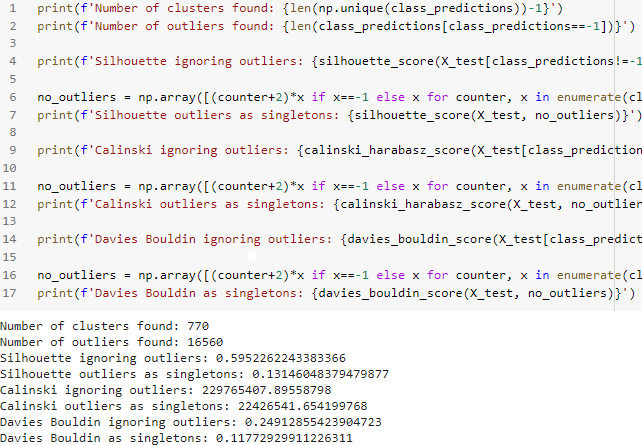 1 print(f'Number of clusters found: {len(np.unique(class_predictions))-1}')
2 print(f'Number of outliers found: {len(class_predictions[class_predictions==-1])}')
3
4 print(f'Silhouette ignoring outliers: {silhouette_score(X_test[class_predictions!=-1
5
6 no_outliers = np.array([(counter+2)*x if x==-1 else x for counter, x in enumerate(cl
7 print(f'Silhouette outliers as singletons: {silhouette_score(X_test, no_outliers)}')
8
9 print(f'Calinski ignoring outliers: {calinski_harabasz_score(X_test[class_prediction
10
11 no_outliers = np.array([(counter+2)*x if x==-1 else x for counter, x in enumerate(cl
12 print(f'Calinski outliers as singletons: {calinski_harabasz_score(X_test, no_outlier
13
14 print(f'Davies Bouldin ignoring outliers: {davies_bouldin_score(X_test[class_predict
15
16 no_outliers = np.array([(counter+2)*x if x==-1 else x for counter, x in enumerate(cl
17 print(f'Davies Bouldin as singletons: {davies_bouldin_score(X_test, no_outliers)}')
Number of clusters found: 770
Number of outliers found: 16560
Silhouette ignoring outliers: 0.5952262243383366
Silhouette outliers as singletons: 0.13146048379479877
Calinski ignoring outliers: 229765407.89558798
Calinski outliers as singletons: 22426541.654199768
Davies Bouldin ignoring outliers: 0.24912855423904723
Davies Bouldin as singletons: 0.11772929911226311